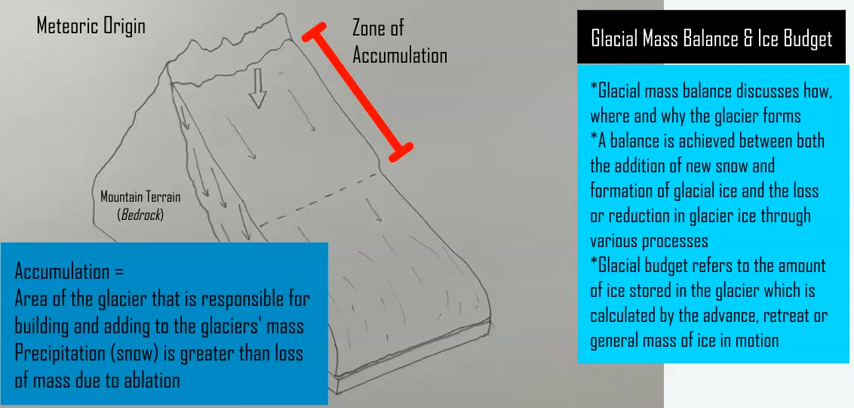 Meteoric Origin
Zone of
Accumulation
Mountain Terrain
(Bedrock)
Accumulation =
Area of the glacier that is responsible for
building and adding to the glaciers' mass
Precipitation (snow) is greater than loss
of mass due to ablation
Glacial Mass Balance & Ice Budget
*Glacial mass balance discusses how,
where and why the glacier forms
*A balance is achieved between both
the addition of new snow and
formation of glacial ice and the loss
or reduction in glacier ice through
various processes
*Glacial budget refers to the amount
of ice stored in the glacier which is
calculated by the advance, retreat or
general mass of ice in motion